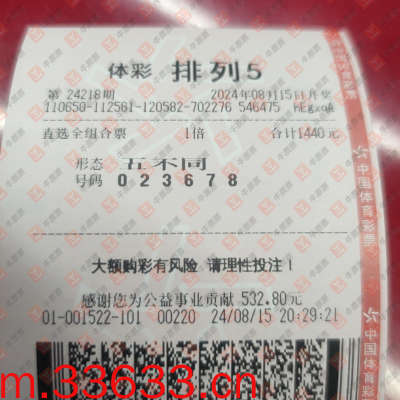 体彩 排列5
第 24218期 2024年08月15日开奖
110650-112581-120582-702276 546475
直选全组合票 1倍 合计1440元
形态 五不同
号码 0 2 3 6 7 8
大额购彩有风险 请理性投注！
感谢您为公益事业贡献 532.80元
01-001522-101 00220 24/08/15 20:29:21
m.33633.cn
中国体育彩票